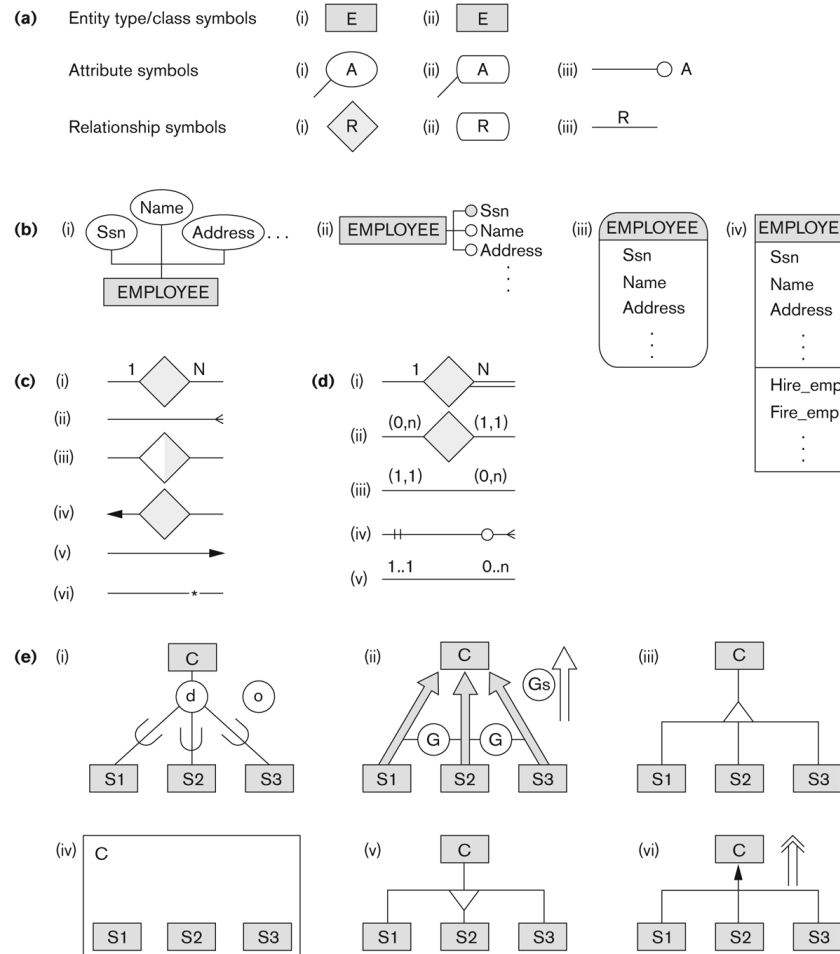 (a) Entity type/class symbols (i) E (ii) E
Attribute symbols (i) A (ii) A (iii) A
Relationship symbols (i) R (ii) R (iii) R
(b) (i) Ssn Name Address . . .
EMPLOYEE
(ii) EMPLOYEE
Ssn
Name
Address
(iii) EMPLOYEE
Ssn
Name
Address
(iv) EMPLOYE
Ssn
Name
Address
Hire_emp
Fire_emp
(c) (i) 1 N
(ii)
(iii)
(iv)
(v)
(vi) *
(d) (i) 1 N
(ii) (0,n) (1,1)
(iii) (1,1) (0,n)
(iv)
(v) 1..1 0..n
(e) (i) C
d o
S1 S2 S3
(ii) C
Gs
G G
S1 S2 S3
(iii) C
S1 S2 S3
(iv) C
S1 S2 S3
(v) C
S1 S2 S3
(vi) C
S1 S2 S3